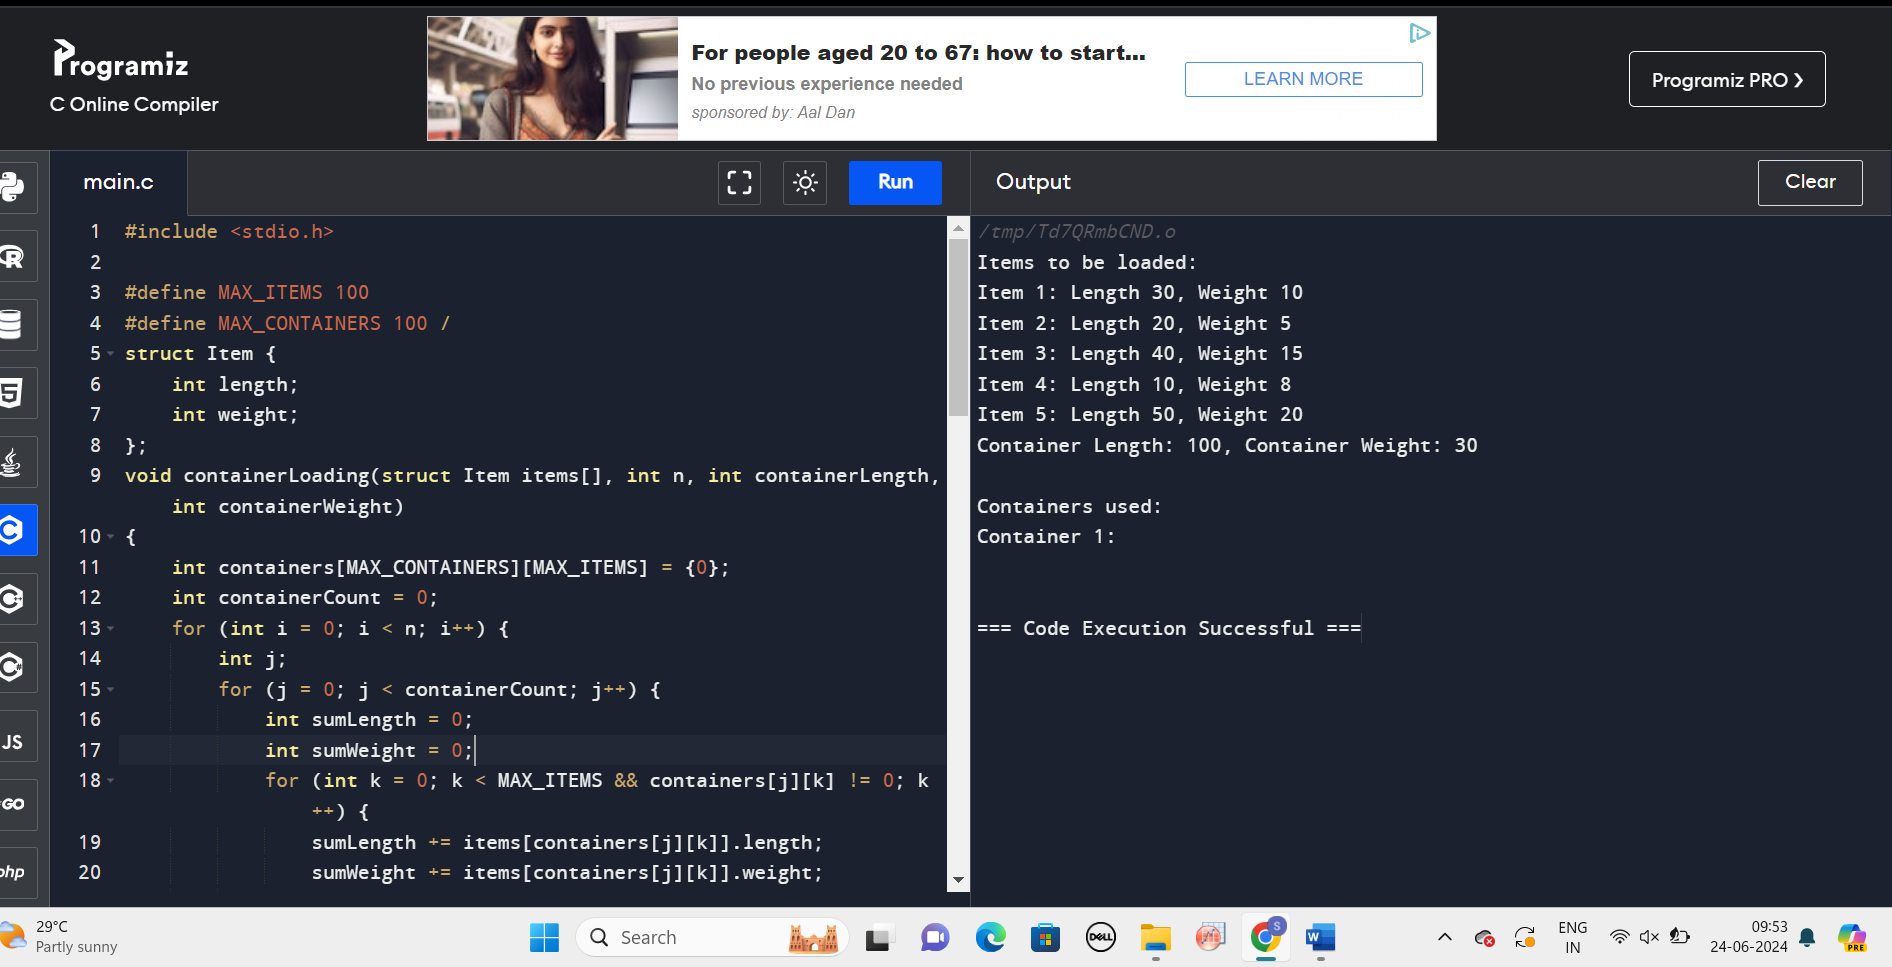 Programiz
C Online Compiler
For people aged 20 to 67: how to start...
No previous experience needed
sponsored by: Aal Dan
LEARN MORE
Programiz PRO ❯
main.c
Run
Output
Clear
1 #include <stdio.h>
2
3 #define MAX_ITEMS 100
4 #define MAX_CONTAINERS 100 /
5 struct Item {
6 int length;
7 int weight;
8 };
9 void containerLoading(struct Item items[], int n, int containerLength,
int containerWeight)
10 {
11 int containers[MAX_CONTAINERS][MAX_ITEMS] = {0};
12 int containerCount = 0;
13 for (int i = 0; i < n; i++) {
14 int j;
15 for (j = 0; j < containerCount; j++) {
16 int sumLength = 0;
17 int sumWeight = 0;
18 for (int k = 0; k < MAX_ITEMS && containers[j][k] != 0; k
++) {
19 sumLength += items[containers[j][k]].length;
20 sumWeight += items[containers[j][k]].weight;
/tmp/Td7QRmbCND.o
Items to be loaded:
Item 1: Length 30, Weight 10
Item 2: Length 20, Weight 5
Item 3: Length 40, Weight 15
Item 4: Length 10, Weight 8
Item 5: Length 50, Weight 20
Container Length: 100, Container Weight: 30
Containers used:
Container 1:
=== Code Execution Successful ===
R
5
C
C++
C#
JS
GO
php
29°C
Partly sunny
Search
DELL
S
W
ENG
IN
09:53
24-06-2024
PRE